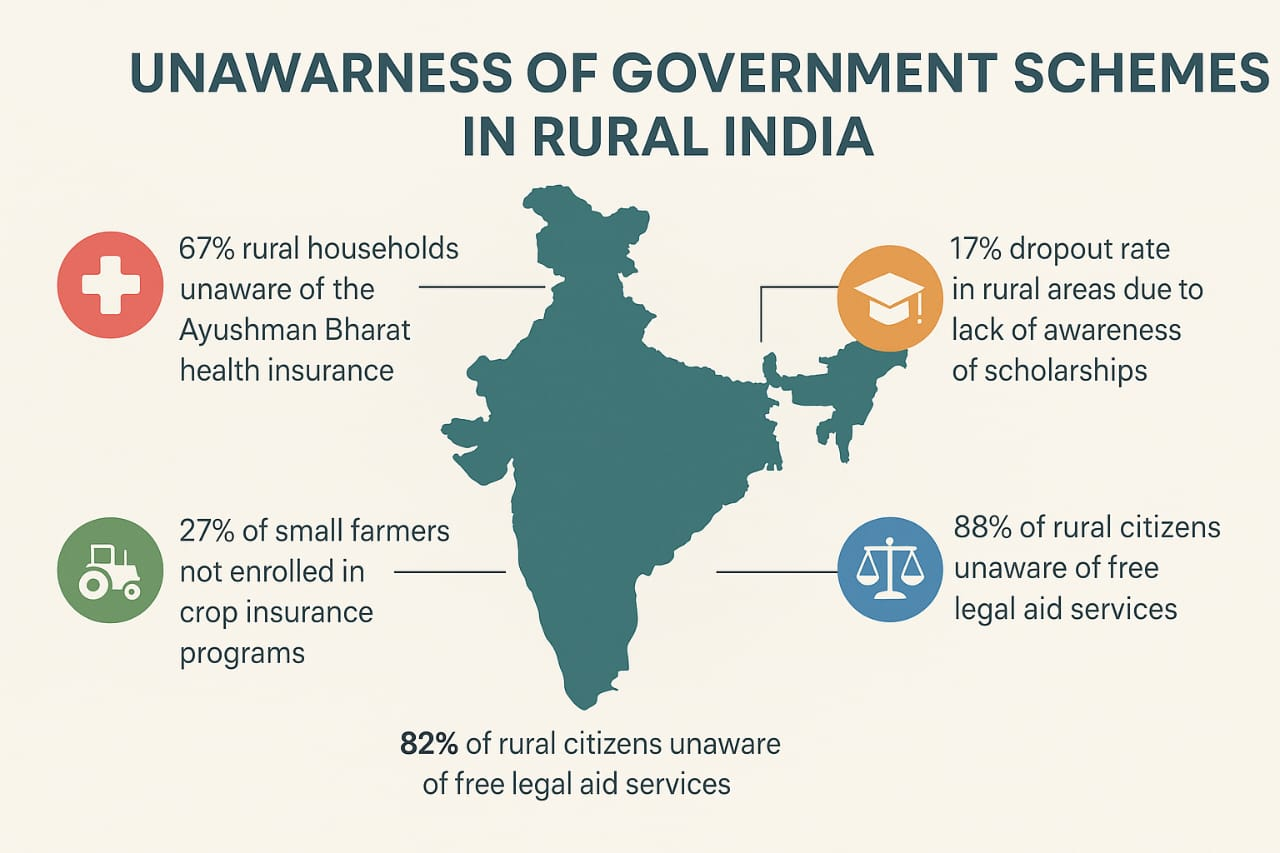 UNAWARNESS OF GOVERNMENT SCHEMES
IN RURAL INDIA
67% rural households
unaware of the
Ayushman Bharat
health insurance
17% dropout rate
in rural areas due to
lack of awareness
of scholarships
27% of small farmers
not enrolled in
crop insurance
programs
88% of rural citizens
unaware of free
legal aid services
82% of rural citizens unaware
of free legal aid services